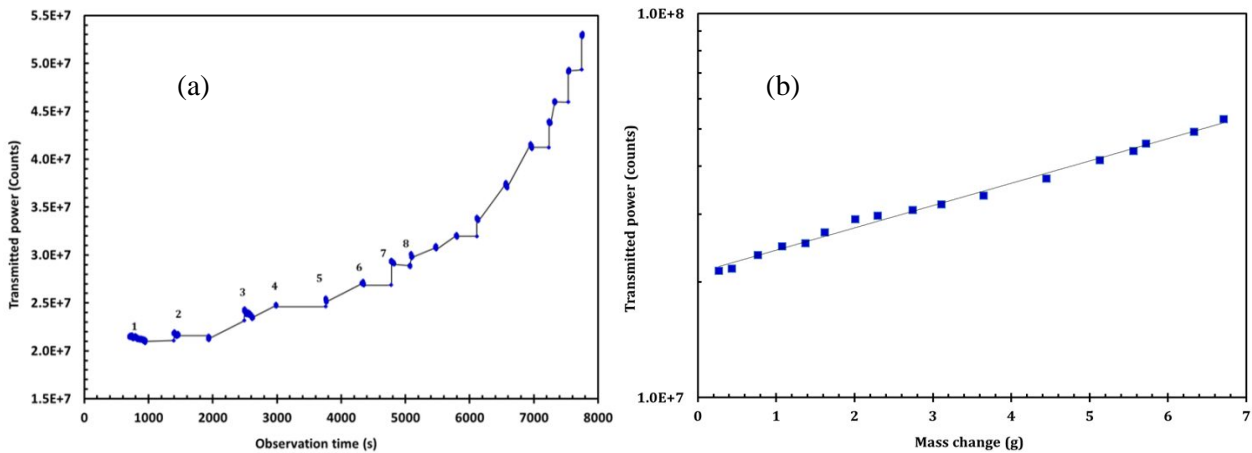 (a)
Transmitted power (Counts)
5.5E+7
5.0E+7
4.5E+7
4.0E+7
3.5E+7
3.0E+7
2.5E+7
2.0E+7
1.5E+7
1 2 3 4 5 6 7 8
0 1000 2000 3000 4000 5000 6000 7000 8000
Observation time (s)
(b)
Transmitted power (counts)
1.0E+8
1.0E+7
0 1 2 3 4 5 6 7
Mass change (g)